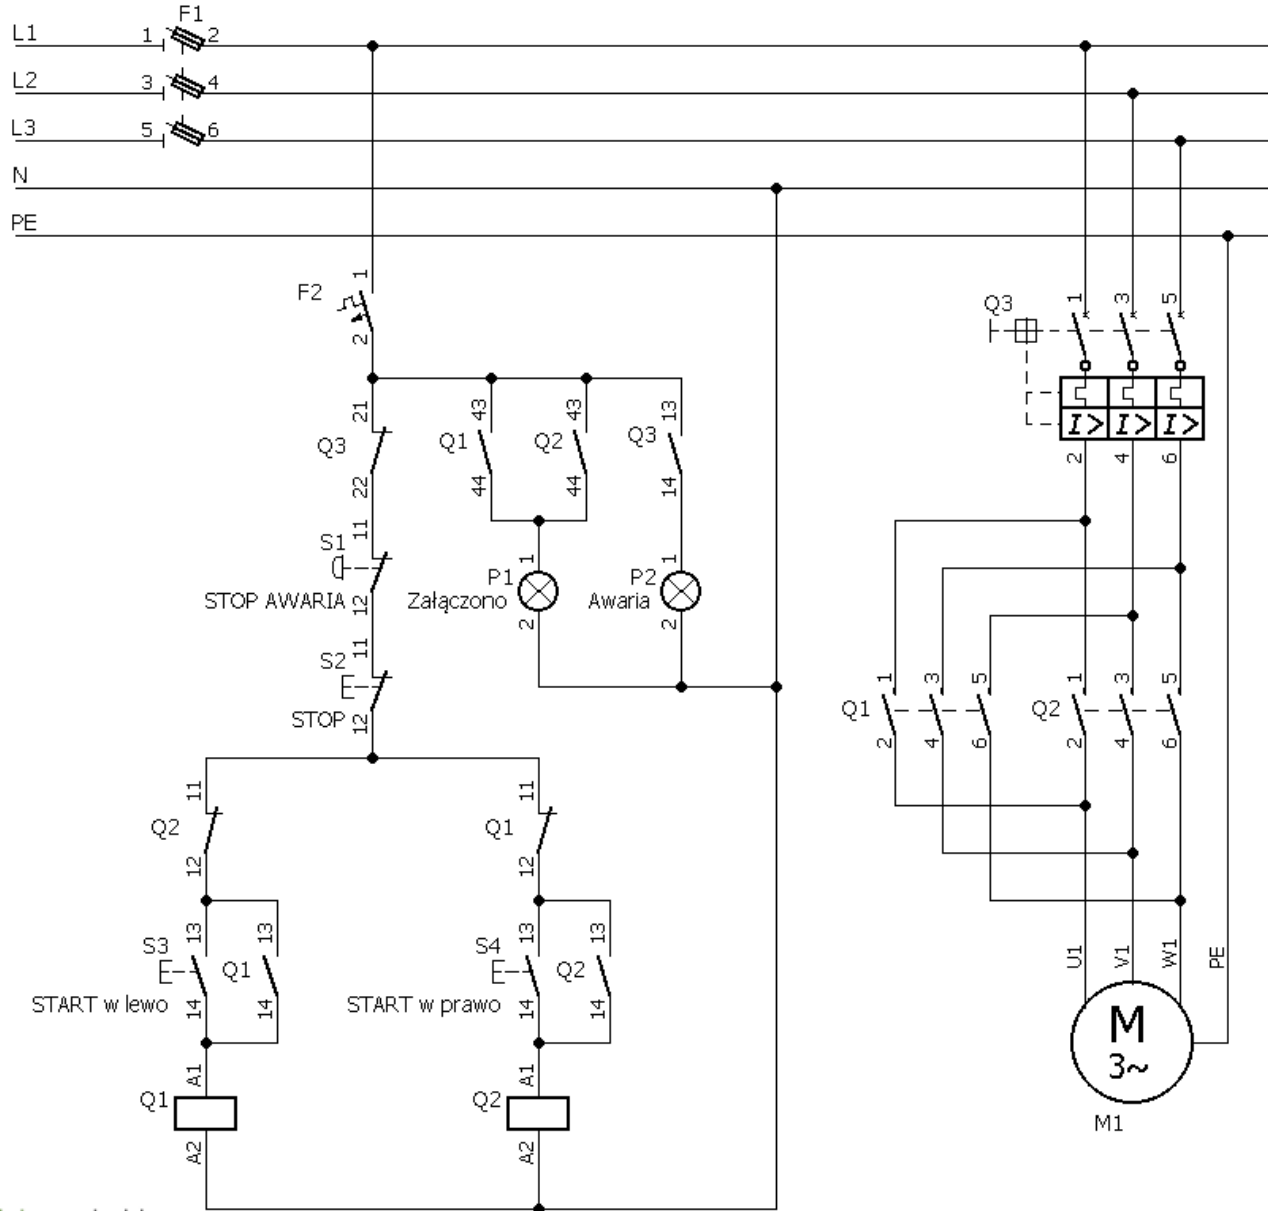 F1
L1 1 2
L2 3 4
L3 5 6
N
PE
F2 1 2
Q3 1 3 5
I> I> I>
2 4 6
Q3 21 22
Q1 43 44
Q2 43 44
Q3 13 14
S1 11 12
STOP AWARIA
P1 1 2
Załączono
P2 1 2
Awaria
S2 11 12
STOP
Q1 1 3 5
2 4 6
Q2 1 3 5
2 4 6
Q2 11 12
Q1 11 12
S3 13 14
START w lewo
Q1 13 14
S4 13 14
START w prawo
Q2 13 14
U1 V1 W1 PE
M
3~
M1
Q1 A1 A2
Q2 A1 A2